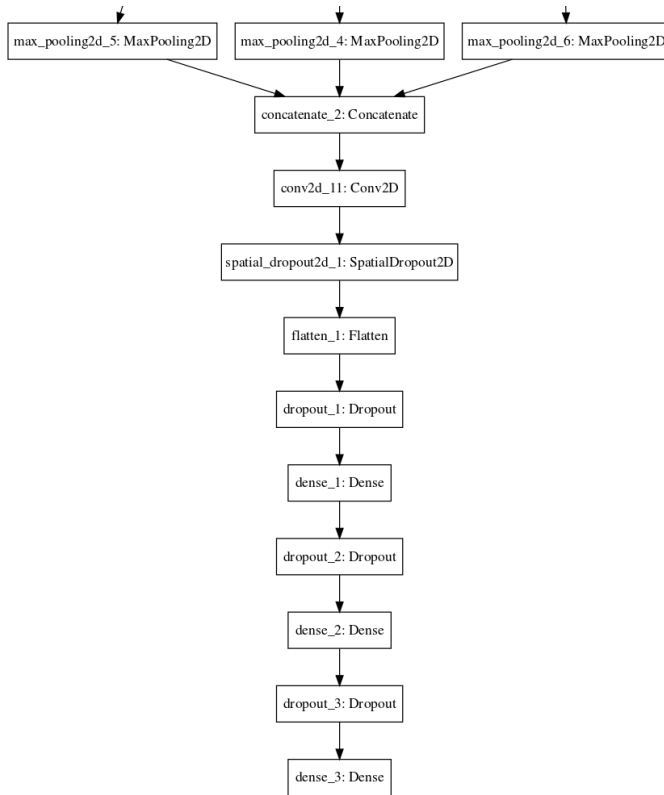 max_pooling2d_5: MaxPooling2D
max_pooling2d_4: MaxPooling2D
max_pooling2d_6: MaxPooling2D
concatenate_2: Concatenate
conv2d_11: Conv2D
spatial_dropout2d_1: SpatialDropout2D
flatten_1: Flatten
dropout_1: Dropout
dense_1: Dense
dropout_2: Dropout
dense_2: Dense
dropout_3: Dropout
dense_3: Dense